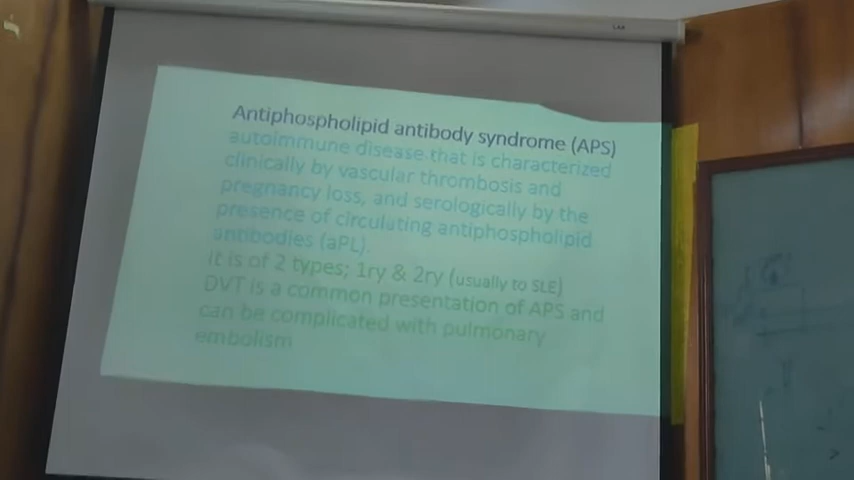 Antiphospholipid antibody syndrome (APS)
autoimmune disease that is characterized
clinically by vascular thrombosis and
pregnancy loss, and serologically by the
presence of circulating antiphospholipid
antibodies (aPL).
It is of 2 types; 1ry & 2ry (usually to SLE)
DVT is a common presentation of APS and
can be complicated with pulmonary
embolism